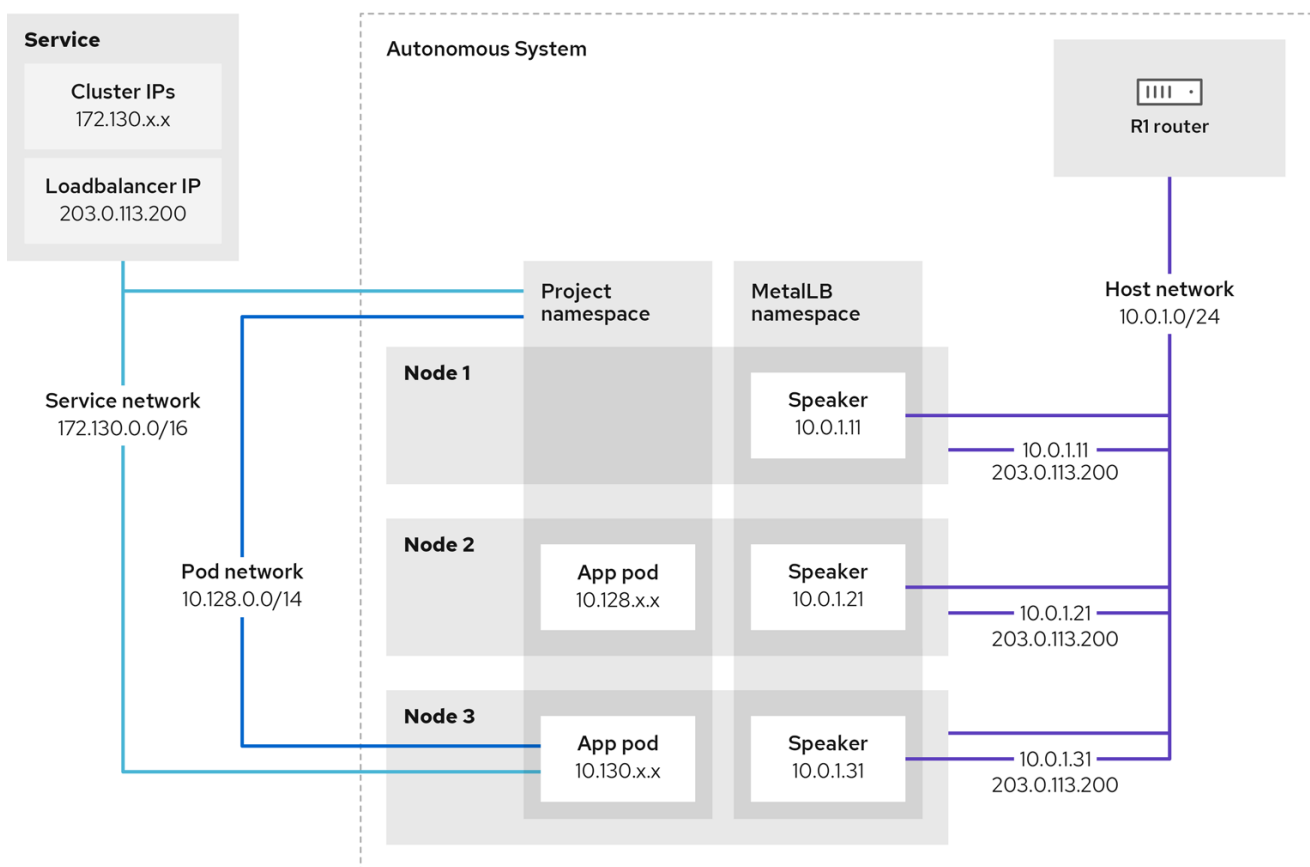 Service
Cluster IPs
172.130.x.x
Loadbalancer IP
203.0.113.200
Autonomous System
R1 router
Project
namespace
MetalLB
namespace
Host network
10.0.1.0/24
Service network
172.130.0.0/16
Pod network
10.128.0.0/14
Node 1
Speaker
10.0.1.11
10.0.1.11
203.0.113.200
Node 2
App pod
10.128.x.x
Speaker
10.0.1.21
10.0.1.21
203.0.113.200
Node 3
App pod
10.130.x.x
Speaker
10.0.1.31
10.0.1.31
203.0.113.200